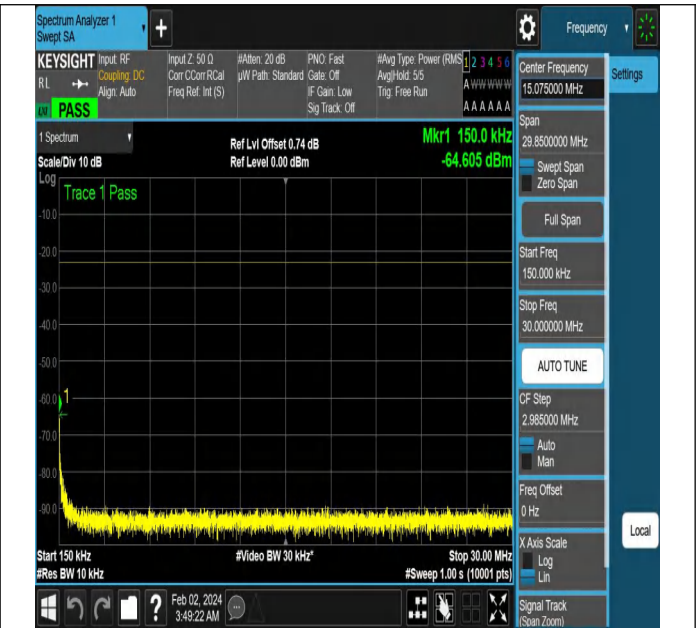 Spectrum Analyzer 1
Swept SA
+
Frequency
KEYSIGHT
RL
Input: RF
Coupling: DC
Align: Auto
Input Z: 50 Ω
Corr CCorr RCal
Freq Ref: Int (S)
#Atten: 20 dB
µW Path: Standard
PNO: Fast
Gate: Off
IF Gain: Low
Sig Track: Off
#Avg Type: Power (RMS
Avg|Hold: 5/5
Trig: Free Run
1 2 3 4 5 6
A W W W W W
A A A A A A
PASS
1 Spectrum
Scale/Div 10 dB
Ref Lvl Offset 0.74 dB
Ref Level 0.00 dBm
Mkr1 150.0 kHz
-64.605 dBm
Log
Trace 1 Pass
-10.0
-20.0
-30.0
-40.0
-50.0
-60.0
1
-70.0
-80.0
-90.0
Start 150 kHz
#Res BW 10 kHz
#Video BW 30 kHz*
Stop 30.00 MHz
#Sweep 1.00 s (10001 pts)
Center Frequency
15.075000 MHz
Settings
Span
29.8500000 MHz
Swept Span
Zero Span
Full Span
Start Freq
150.000 kHz
Stop Freq
30.000000 MHz
AUTO TUNE
CF Step
2.985000 MHz
Auto
Man
Freq Offset
0 Hz
X Axis Scale
Log
Lin
Local
Signal Track
(Span Zoom)
?
Feb 02, 2024
3:49:22 AM